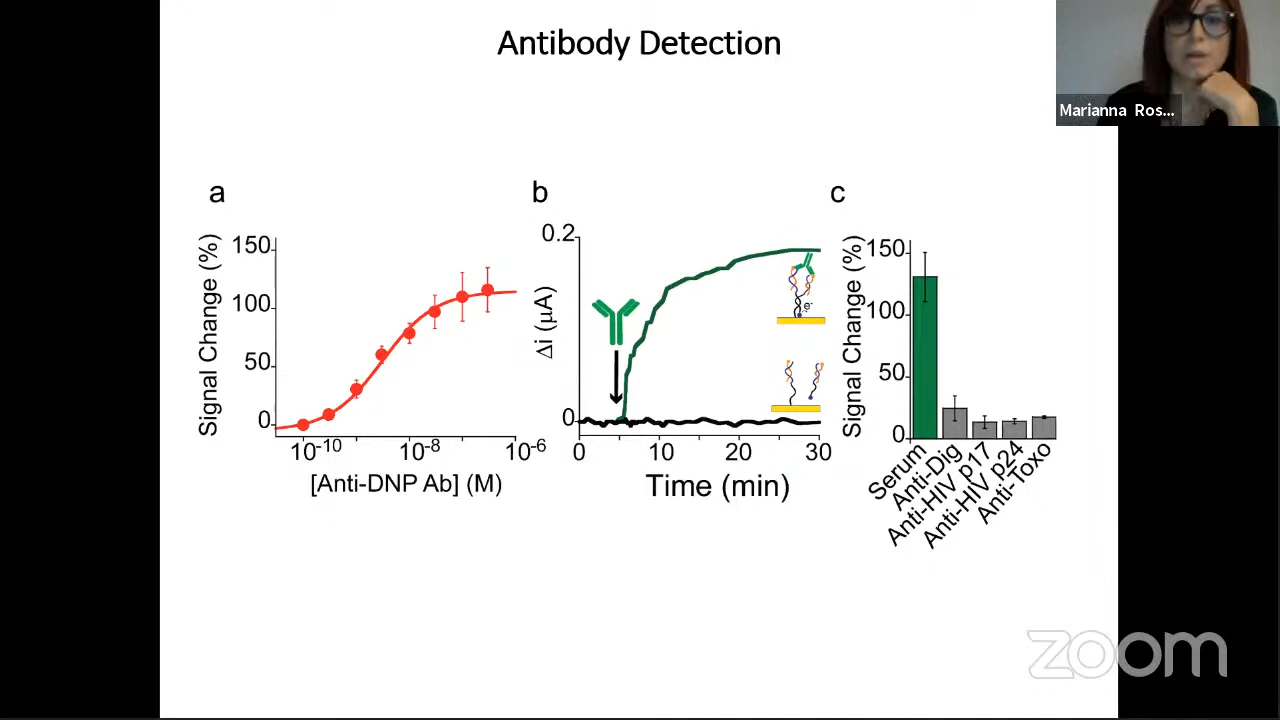 Antibody Detection
Marianna Ros...
a
Signal Change (%)
150
100
50
0
10-10
10-8
10-6
[Anti-DNP Ab] (M)
b
Δi (μA)
0.2
0
e-
0
10
20
30
Time (min)
c
Signal Change (%)
150
100
50
0
Serum
Anti-Dig
Anti-HIV p17
Anti-HIV p24
Anti-Toxo
zoom